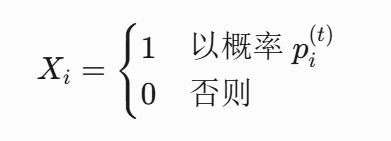 X_i = { 1 以概率 p_i^{(t)}
0 否则